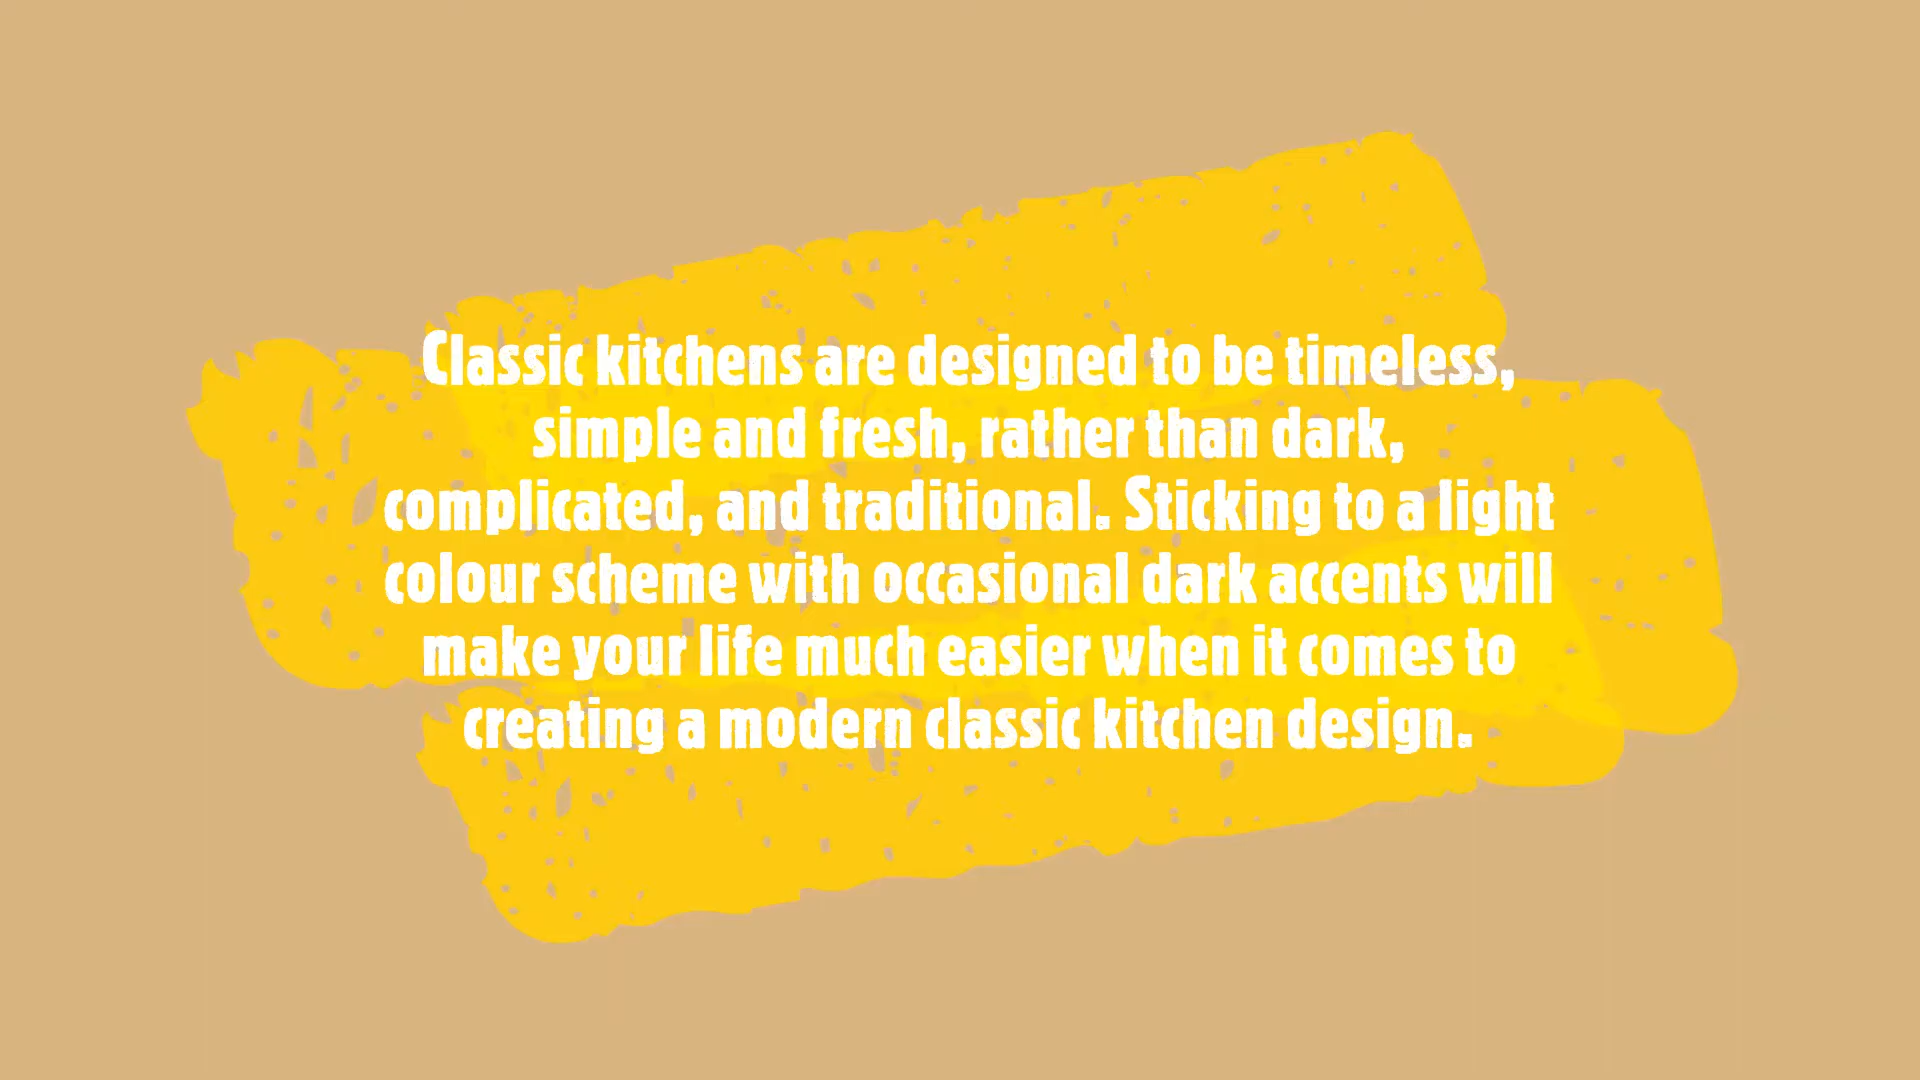 Classic kitchens are designed to be timeless,
simple and fresh, rather than dark,
complicated, and traditional. Sticking to a light
colour scheme with occasional dark accents will
make your life much easier when it comes to
creating a modern classic kitchen design.